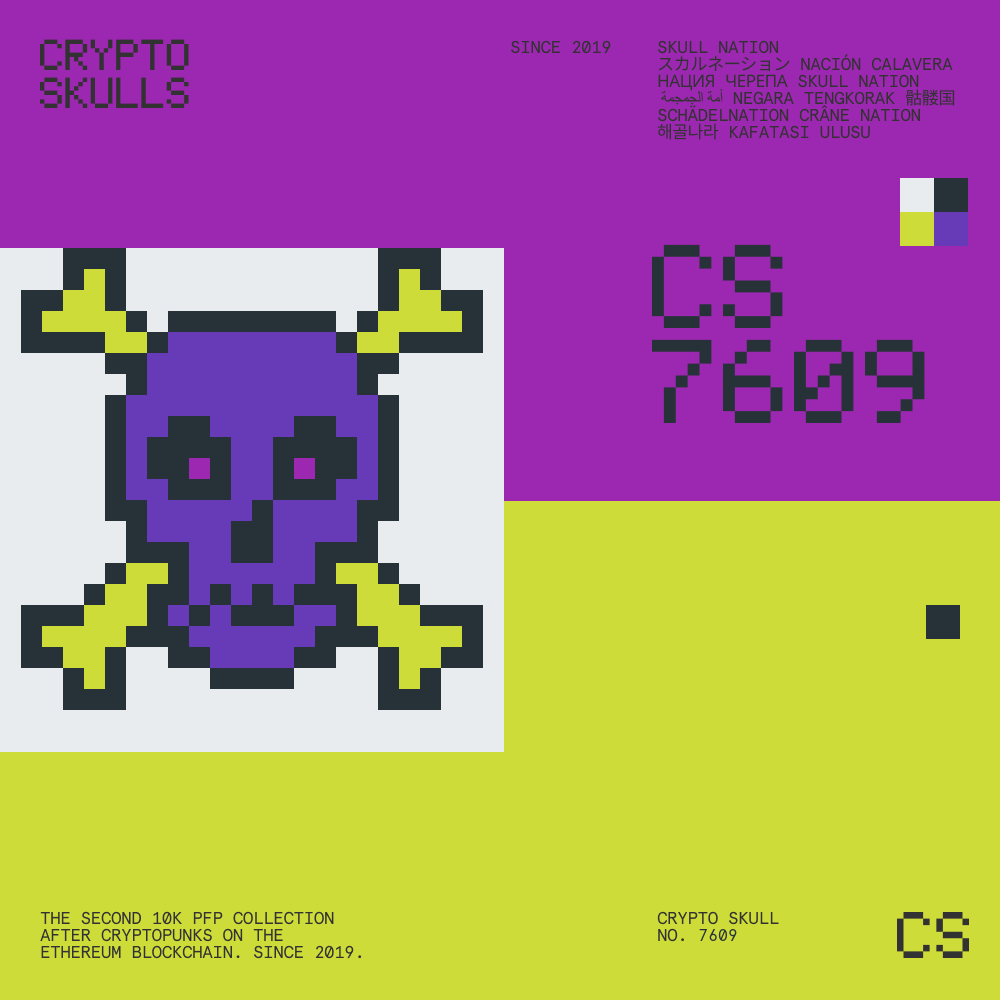 CRYPTO
SKULLS
SINCE 2019
SKULL NATION
スカルネーション NACIÓN CALAVERA
НАЦИЯ ЧЕРЕПА SKULL NATION
أمة الجمجمة NEGARA TENGKORAK 骷髅国
SCHÄDELNATION CRÂNE NATION
해골나라 KAFATASI ULUSU
CS
7609
THE SECOND 10K PFP COLLECTION
AFTER CRYPTOPUNKS ON THE
ETHEREUM BLOCKCHAIN. SINCE 2019.
CRYPTO SKULL
NO. 7609
CS